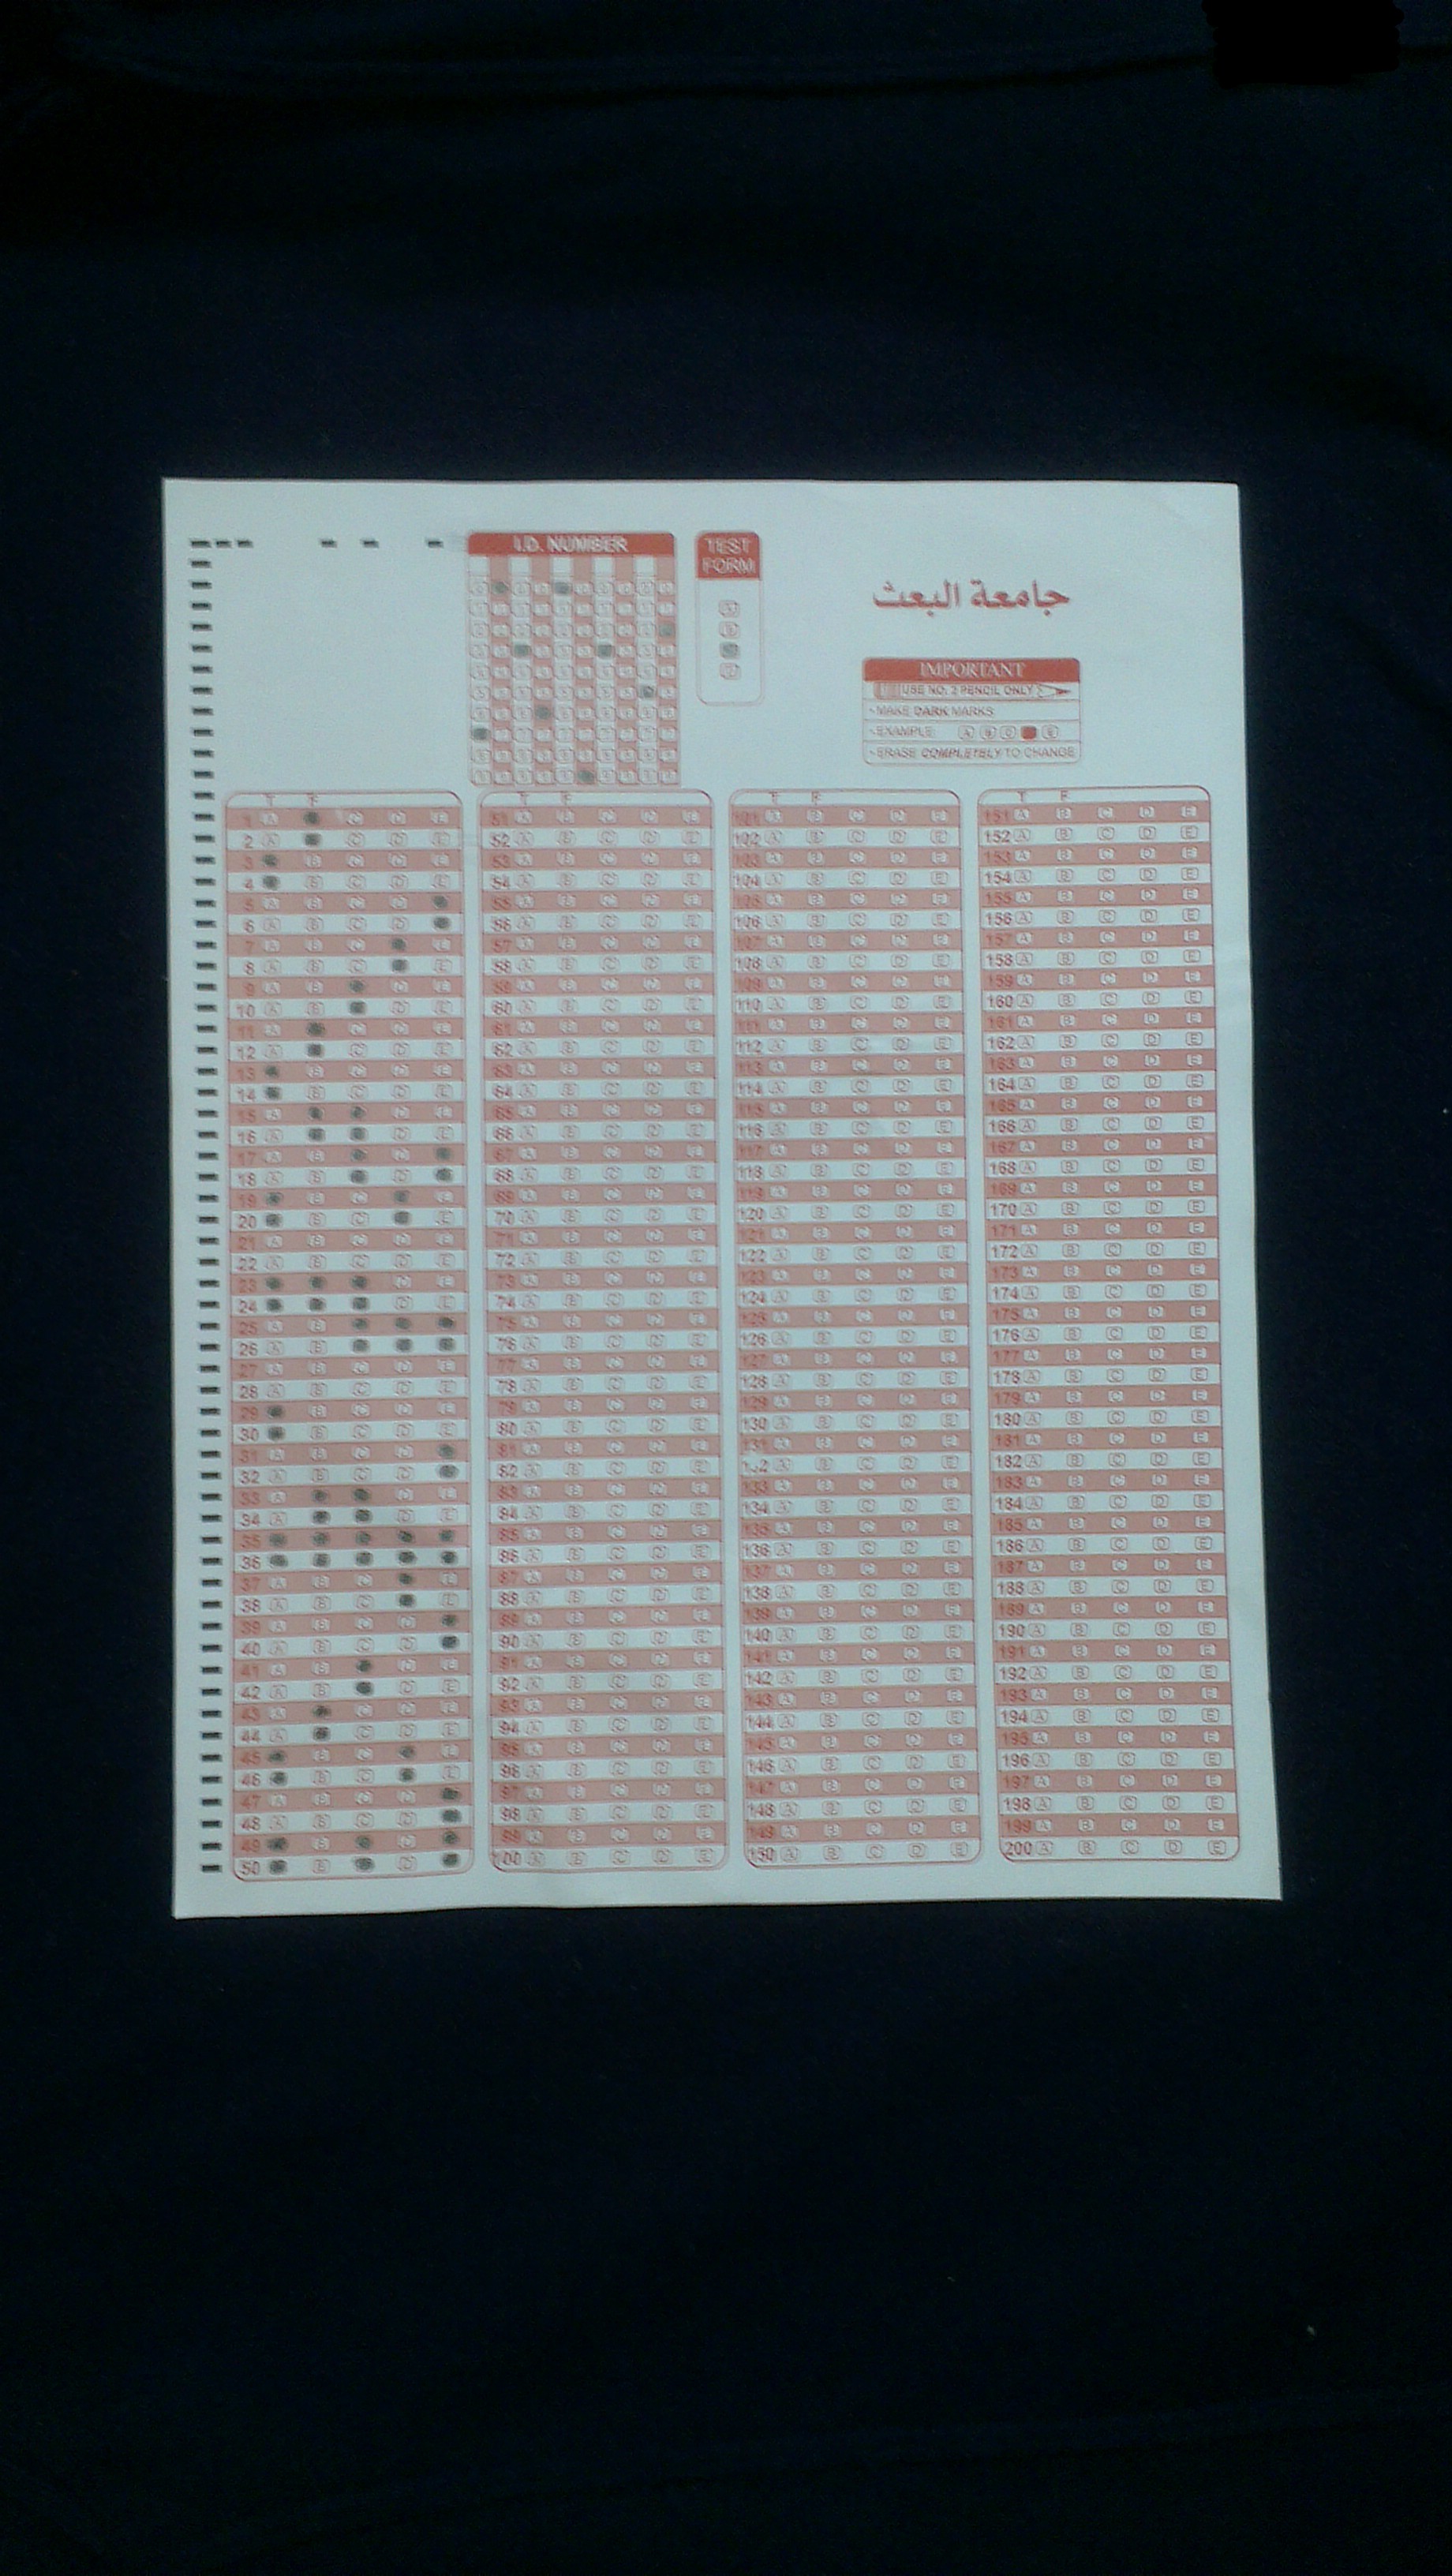 I.D. NUMBER
TEST
FORM
جامعة البعث
A
B
D
IMPORTANT
USE NO. 2 PENCIL ONLY
- MAKE DARK MARKS
- EXAMPLE: A B C E
- ERASE COMPLETELY TO CHANGE
T F T F T F T F
1 A C D E 51 A B C D E 101 A B C D E 151 A B C D E
2 A C D E 52 A B C D E 102 A B C D E 152 A B C D E
3 B C D E 53 A B C D E 103 A B C D E 153 A B C D E
4 B C D E 54 A B C D E 104 A B C D E 154 A B C D E
5 A B C D 55 A B C D E 105 A B C D E 155 A B C D E
6 A B C D 56 A B C D E 106 A B C D E 156 A B C D E
7 A B C E 57 A B C D E 107 A B C D E 157 A B C D E
8 A B C E 58 A B C D E 108 A B C D E 158 A B C D E
9 A B D E 59 A B C D E 109 A B C D E 159 A B C D E
10 A B D E 60 A B C D E 110 A B C D E 160 A B C D E
11 A C D E 61 A B C D E 111 A B C D E 161 A B C D E
12 A C D E 62 A B C D E 112 A B C D E 162 A B C D E
13 B C D E 63 A B C D E 113 A B C D E 163 A B C D E
14 B C D E 64 A B C D E 114 A B C D E 164 A B C D E
15 A D E 65 A B C D E 115 A B C D E 165 A B C D E
16 A D E 66 A B C D E 116 A B C D E 166 A B C D E
17 A B D 67 A B C D E 117 A B C D E 167 A B C D E
18 A B D 68 A B C D E 118 A B C D E 168 A B C D E
19 B C E 69 A B C D E 119 A B C D E 169 A B C D E
20 B C E 70 A B C D E 120 A B C D E 170 A B C D E
21 A B C D E 71 A B C D E 121 A B C D E 171 A B C D E
22 A B C D E 72 A B C D E 122 A B C D E 172 A B C D E
23 D E 73 A B C D E 123 A B C D E 173 A B C D E
24 D E 74 A B C D E 124 A B C D E 174 A B C D E
25 A B 75 A B C D E 125 A B C D E 175 A B C D E
26 A B 76 A B C D E 126 A B C D E 176 A B C D E
27 A B C D E 77 A B C D E 127 A B C D E 177 A B C D E
28 A B C D E 78 A B C D E 128 A B C D E 178 A B C D E
29 B C D E 79 A B C D E 129 A B C D E 179 A B C D E
30 B C D E 80 A B C D E 130 A B C D E 180 A B C D E
31 A B C D 81 A B C D E 131 A B C D E 181 A B C D E
32 A B C D 82 A B C D E 132 A B C D E 182 A B C D E
33 A D E 83 A B C D E 133 A B C D E 183 A B C D E
34 A D E 84 A B C D E 134 A B C D E 184 A B C D E
35 85 A B C D E 135 A B C D E 185 A B C D E
36 86 A B C D E 136 A B C D E 186 A B C D E
37 A B C E 87 A B C D E 137 A B C D E 187 A B C D E
38 A B C E 88 A B C D E 138 A B C D E 188 A B C D E
39 A B C D 89 A B C D E 139 A B C D E 189 A B C D E
40 A B C D 90 A B C D E 140 A B C D E 190 A B C D E
41 A B D E 91 A B C D E 141 A B C D E 191 A B C D E
42 A B D E 92 A B C D E 142 A B C D E 192 A B C D E
43 A C D E 93 A B C D E 143 A B C D E 193 A B C D E
44 A C D E 94 A B C D E 144 A B C D E 194 A B C D E
45 B C E 95 A B C D E 145 A B C D E 195 A B C D E
46 B C E 96 A B C D E 146 A B C D E 196 A B C D E
47 A B C D 97 A B C D E 147 A B C D E 197 A B C D E
48 A B C D 98 A B C D E 148 A B C D E 198 A B C D E
49 B D 99 A B C D E 149 A B C D E 199 A B C D E
50 B D 100 A B C D E 150 A B C D E 200 A B C D E